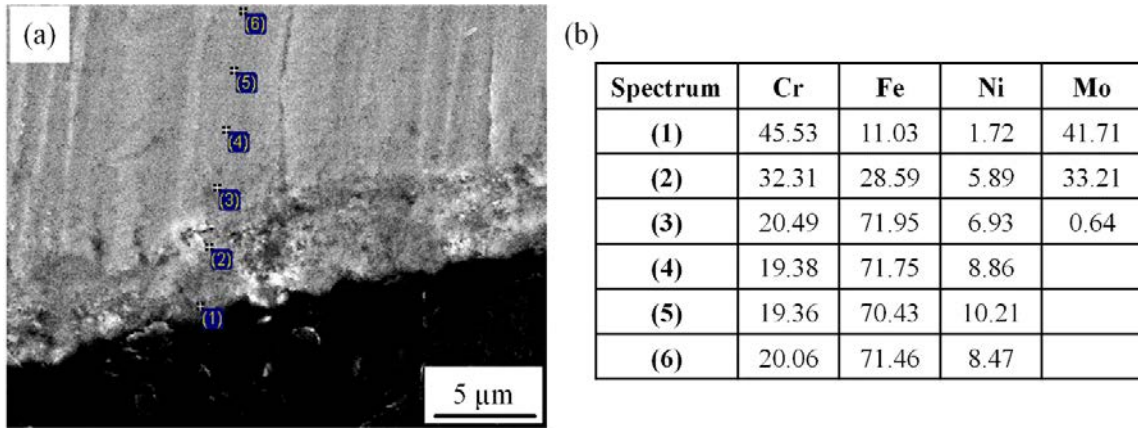 (a)
(6)
(5)
(4)
(3)
(2)
(1)
5 μm
(b)
Spectrum Cr Fe Ni Mo
(1) 45.53 11.03 1.72 41.71
(2) 32.31 28.59 5.89 33.21
(3) 20.49 71.95 6.93 0.64
(4) 19.38 71.75 8.86
(5) 19.36 70.43 10.21
(6) 20.06 71.46 8.47